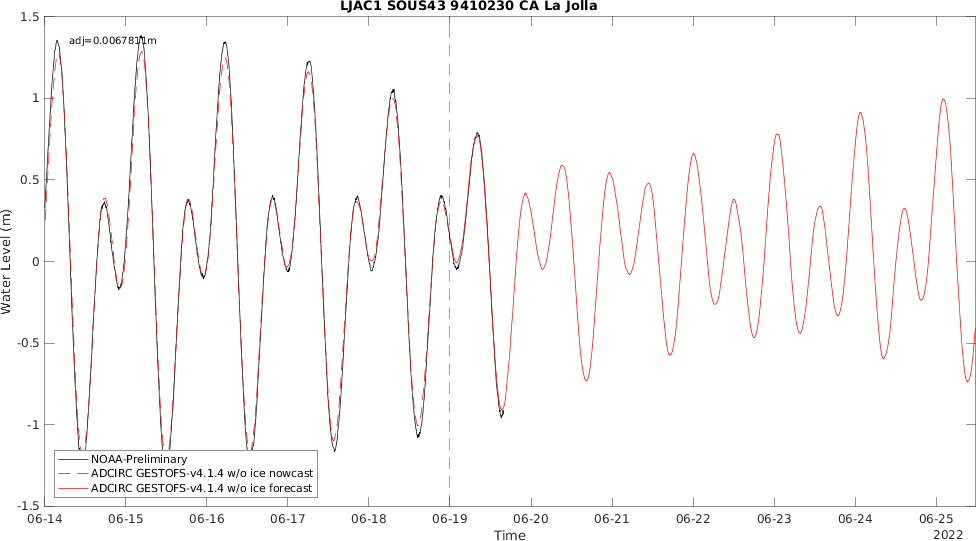 LJAC1 SOUS43 9410230 CA La Jolla
adj=0.0067811m
1.5
1
0.5
0
-0.5
-1
-1.5
Water Level (m)
NOAA-Preliminary
ADCIRC GESTOFS-v4.1.4 w/o ice nowcast
ADCIRC GESTOFS-v4.1.4 w/o ice forecast
06-14 06-15 06-16 06-17 06-18 06-19 06-20 06-21 06-22 06-23 06-24 06-25
Time
2022